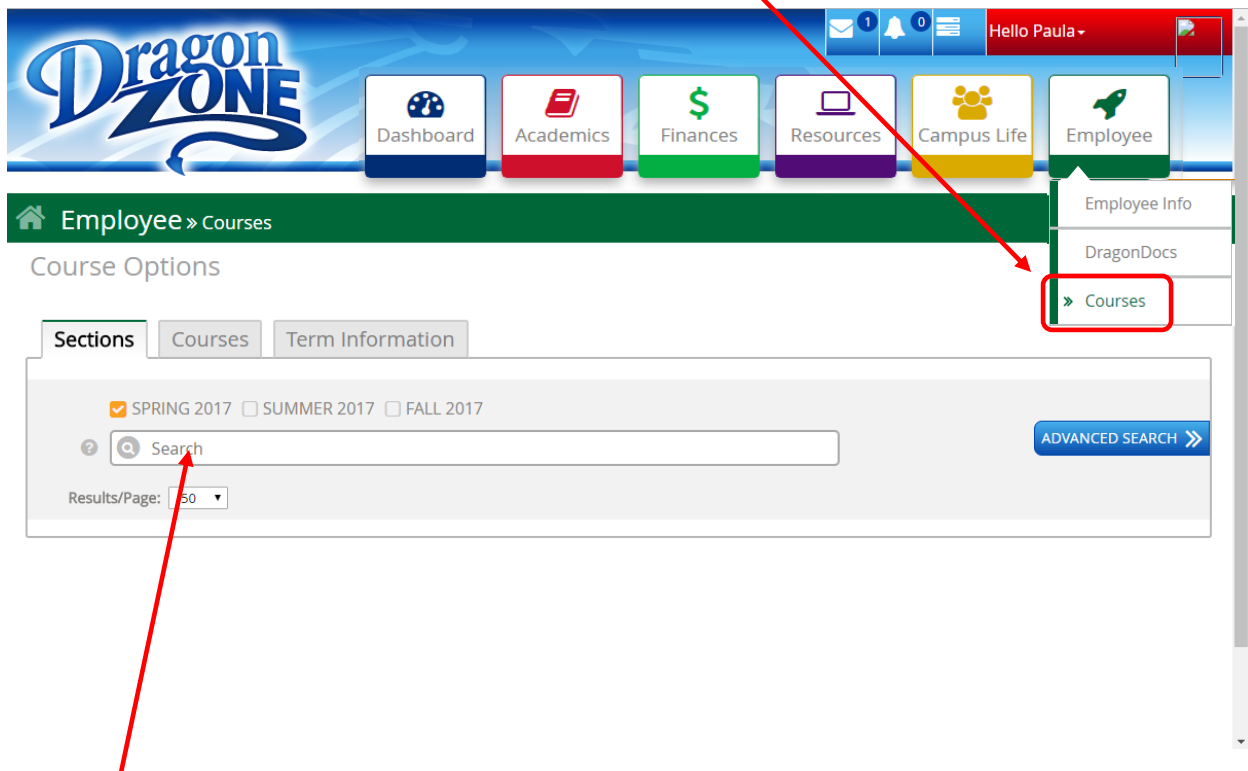 1 0 Hello Paula
Dragon
ZONE
Dashboard Academics Finances Resources Campus Life Employee
Employee » Courses
Employee Info
DragonDocs
» Courses
Course Options
Sections Courses Term Information
SPRING 2017 SUMMER 2017 FALL 2017
? Search
ADVANCED SEARCH
Results/Page: 50